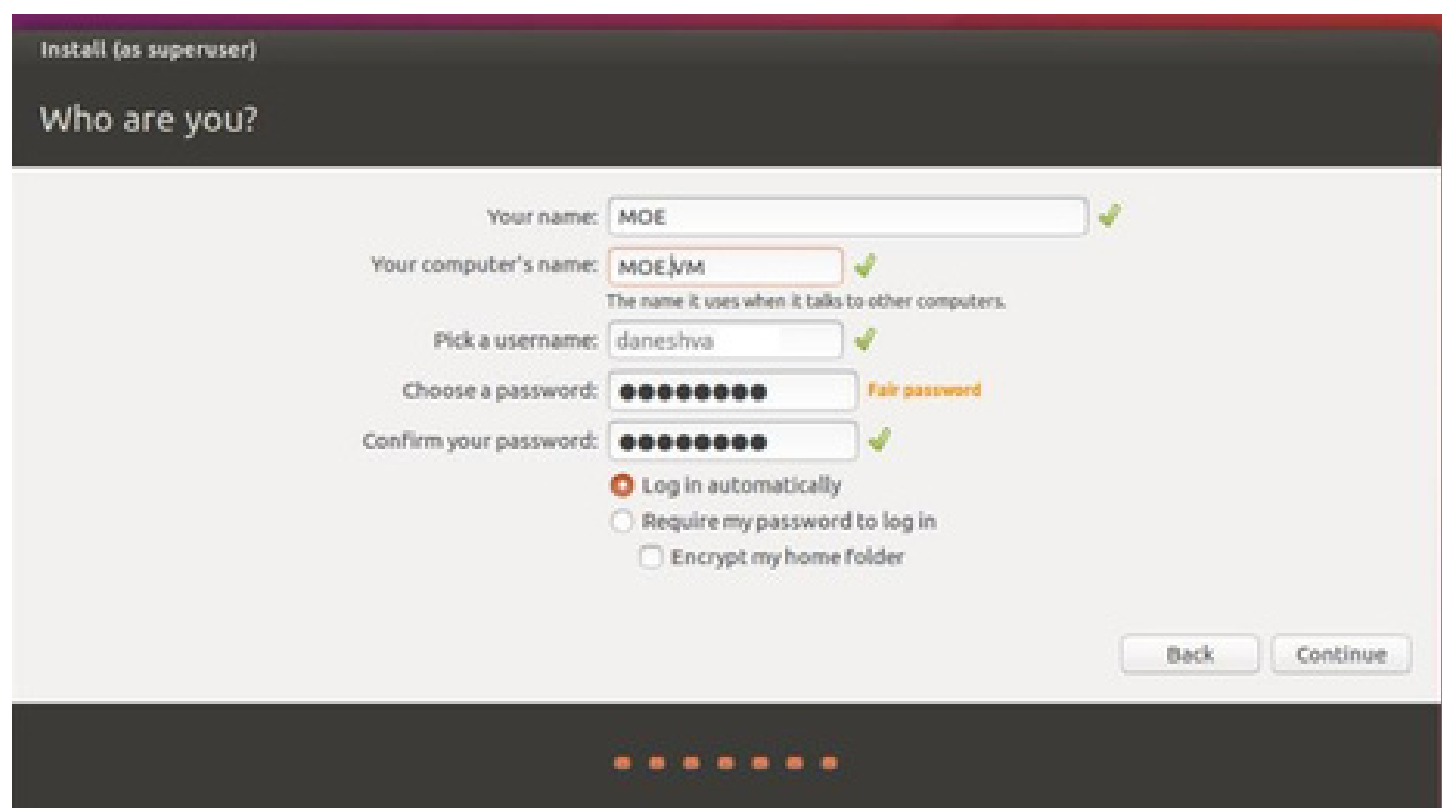 Install (as superuser)
Who are you?
Your name: MOE
Your computer's name: MOE.VM
The name it uses when it talks to other computers.
Pick a username: daneshva
Choose a password: ●●●●●●●● Fair password
Confirm your password: ●●●●●●●●
Log in automatically
Require my password to log in
Encrypt my home folder
Back Continue